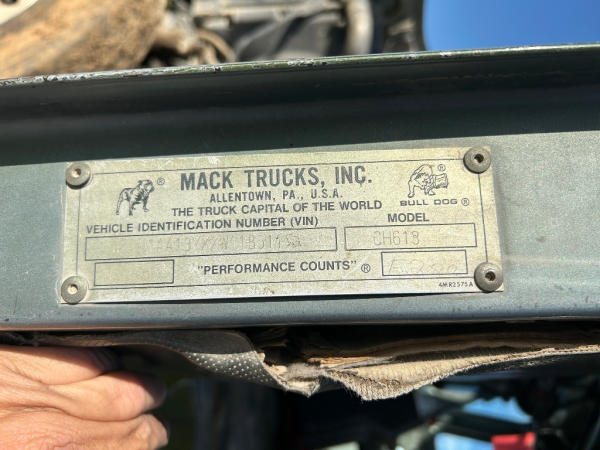 MACK TRUCKS, INC.
ALLENTOWN, PA., U.S.A.
THE TRUCK CAPITAL OF THE WORLD
BULL DOG ®
VEHICLE IDENTIFICATION NUMBER (VIN) MODEL
CH613
"PERFORMANCE COUNTS" ®
4MR2575A